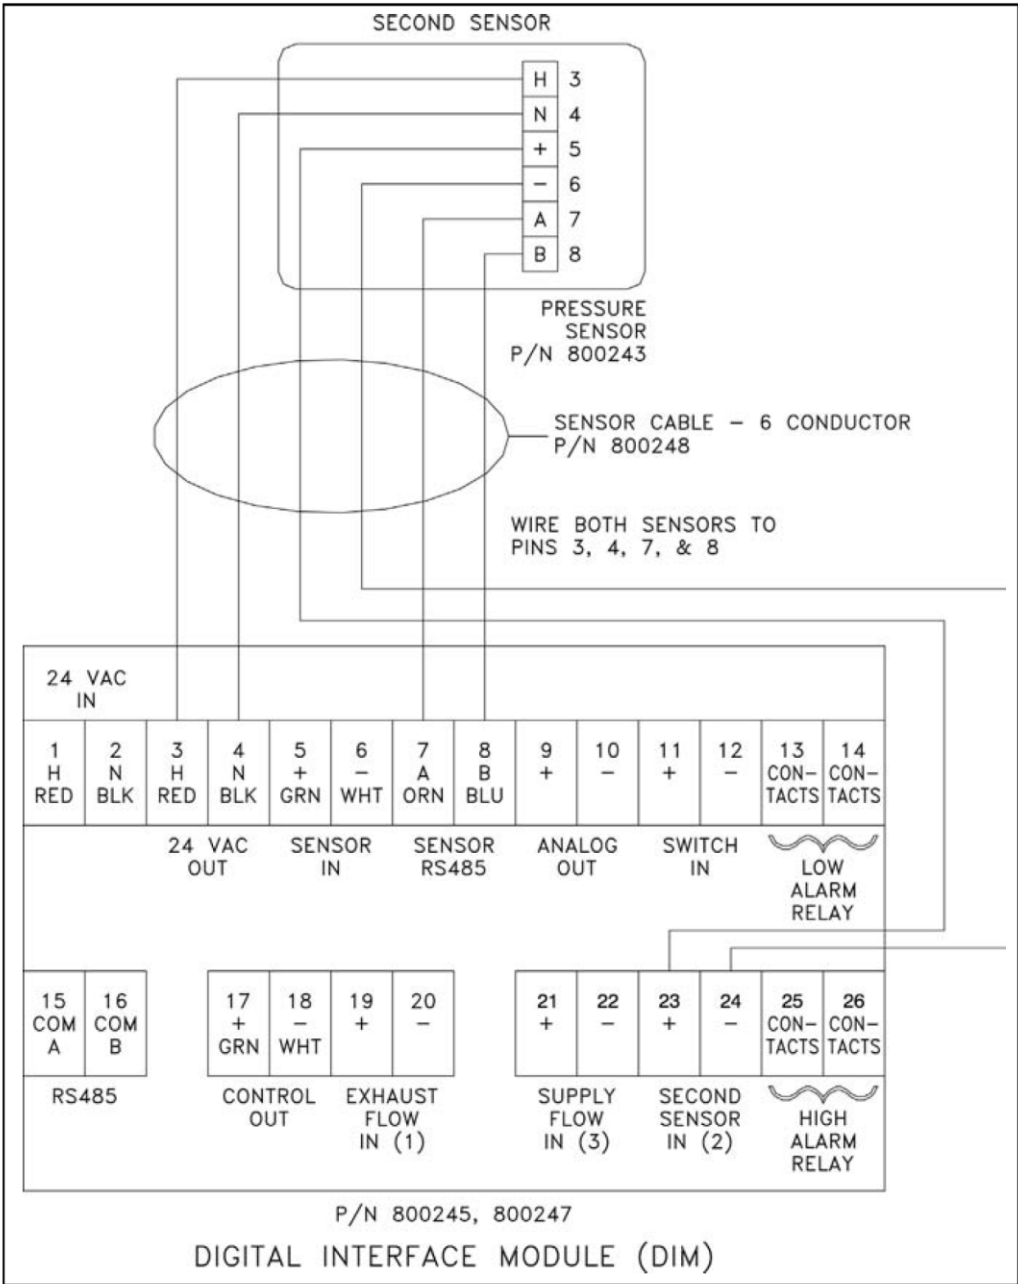 SECOND SENSOR
H 3
N 4
+ 5
− 6
A 7
B 8
PRESSURE
SENSOR
P/N 800243
SENSOR CABLE − 6 CONDUCTOR
P/N 800248
WIRE BOTH SENSORS TO
PINS 3, 4, 7, & 8
24 VAC
IN
1 2 3 4 5 6 7 8 9 10 11 12 13 14
H N H N + − A B + − + − CON− CON−
RED BLK RED BLK GRN WHT ORN BLU TACTS TACTS
24 VAC SENSOR SENSOR ANALOG SWITCH
OUT IN RS485 OUT IN LOW
ALARM
RELAY
15 16 17 18 19 20 21 22 23 24 25 26
COM COM + − + − + − + − CON− CON−
A B GRN WHT TACTS TACTS
RS485 CONTROL EXHAUST SUPPLY SECOND
OUT FLOW FLOW SENSOR HIGH
IN (1) IN (3) IN (2) ALARM
RELAY
P/N 800245, 800247
DIGITAL INTERFACE MODULE (DIM)